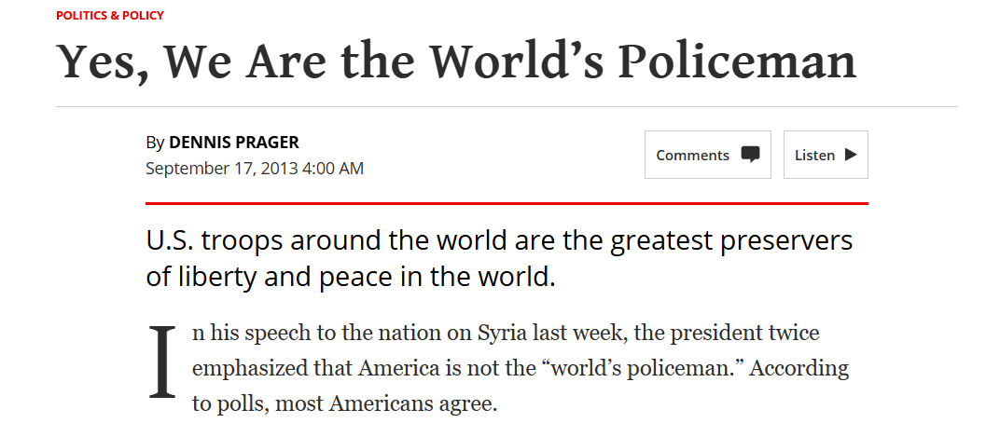 POLITICS & POLICY
Yes, We Are the World’s Policeman
By DENNIS PRAGER
September 17, 2013 4:00 AM
Comments
Listen
U.S. troops around the world are the greatest preservers
of liberty and peace in the world.
In his speech to the nation on Syria last week, the president twice
emphasized that America is not the “world’s policeman.” According
to polls, most Americans agree.